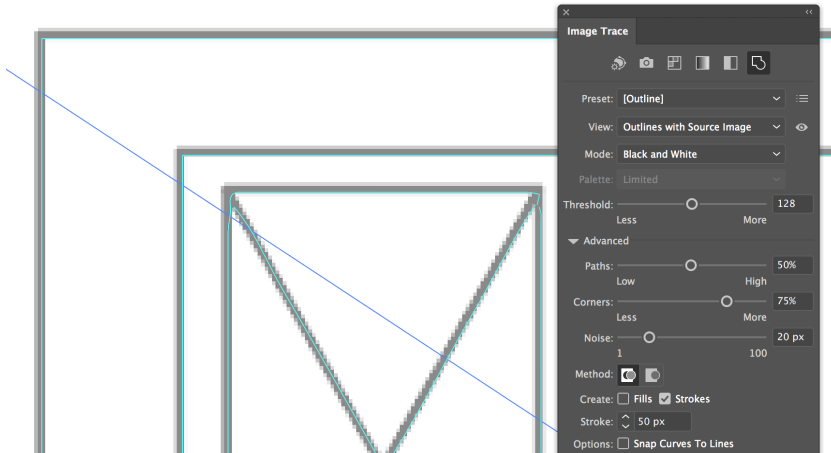 Image Trace
Preset: [Outline]
View: Outlines with Source Image
Mode: Black and White
Palette: Limited
Threshold: 128
Less More
Advanced
Paths: 50%
Low High
Corners: 75%
Less More
Noise: 20 px
1 100
Method:
Create: Fills Strokes
Stroke: 50 px
Options: Snap Curves To Lines